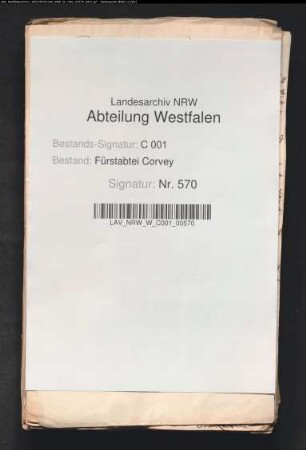 Landesarchiv NRW
Abteilung Westfalen
Bestands-Signatur: C 001
Bestand: Fürstabtei Corvey
Signatur: Nr. 570
LAV_NRW_W_C001_00570